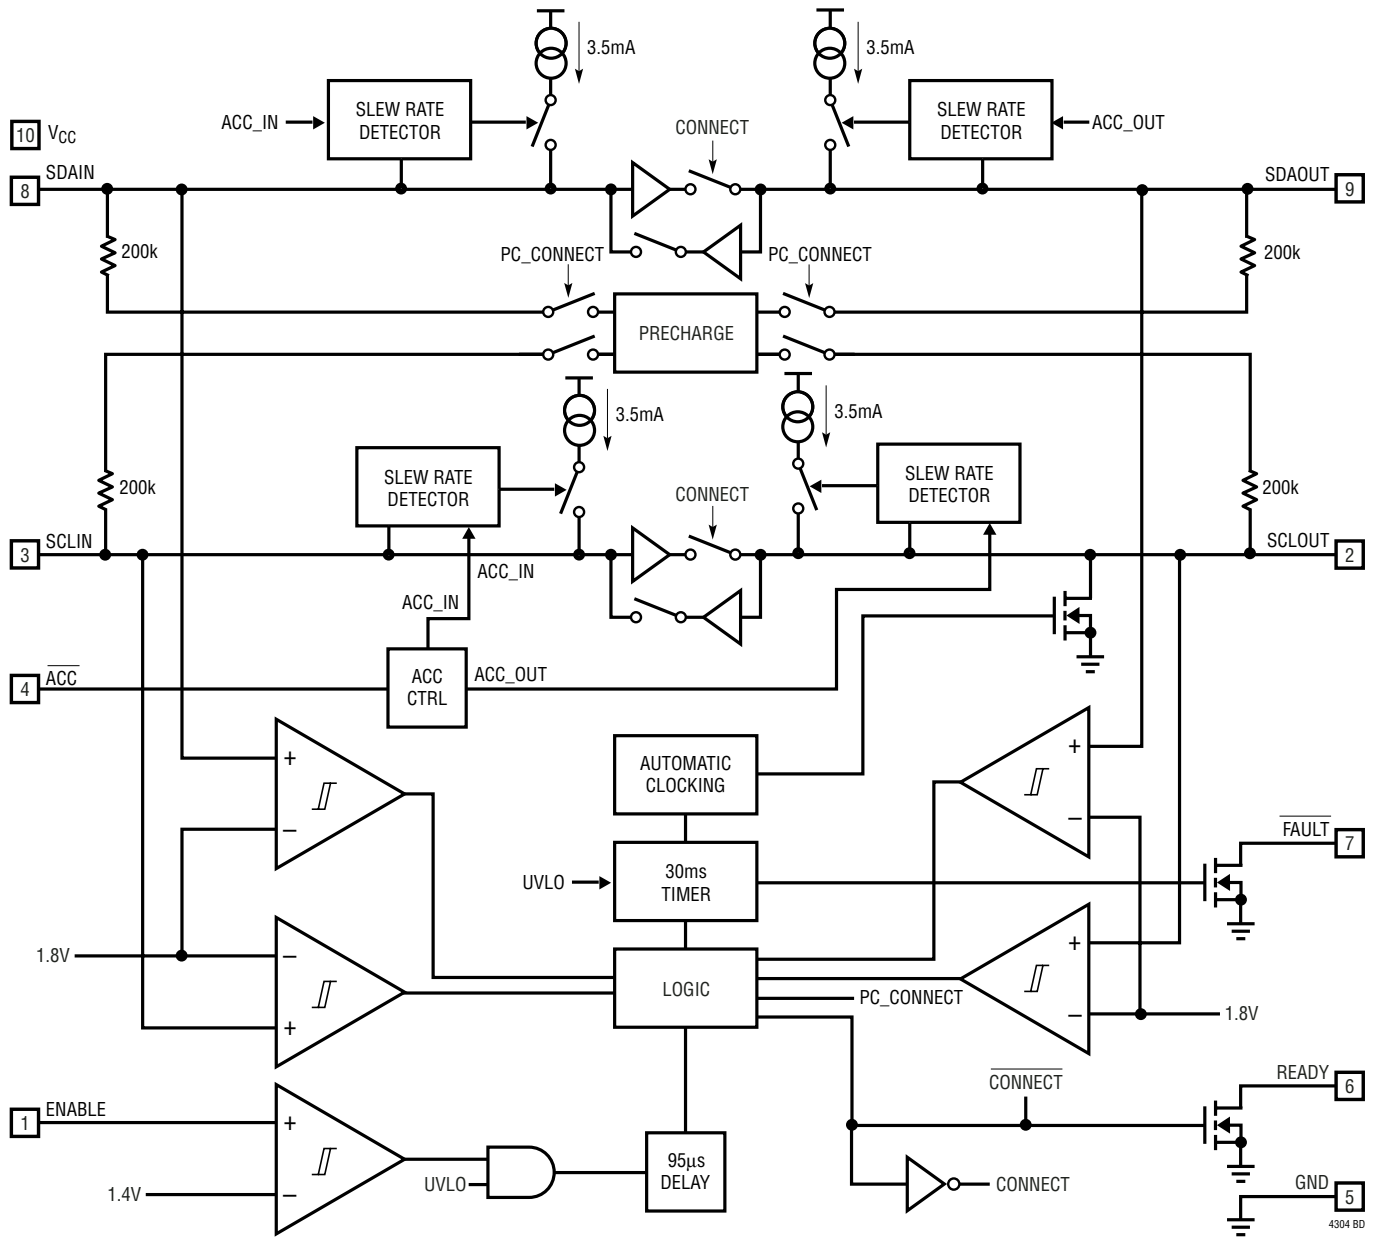 3.5mA
3.5mA
ACC_IN
SLEW RATE
DETECTOR
CONNECT
SLEW RATE
DETECTOR
ACC_OUT
10 VCC
8 SDAIN
SDAOUT 9
200k
PC_CONNECT
PC_CONNECT
200k
PRECHARGE
3.5mA
3.5mA
200k
SLEW RATE
DETECTOR
CONNECT
SLEW RATE
DETECTOR
200k
3 SCLIN
SCLOUT 2
ACC_IN
ACC_IN
4 ACC
ACC
CTRL
ACC_OUT
+
−
AUTOMATIC
CLOCKING
+
−
FAULT 7
UVLO
30ms
TIMER
1.8V
−
+
LOGIC
PC_CONNECT
+
−
1.8V
CONNECT
READY 6
1 ENABLE
+
−
1.4V
UVLO
95µs
DELAY
CONNECT
GND 5
4304 BD